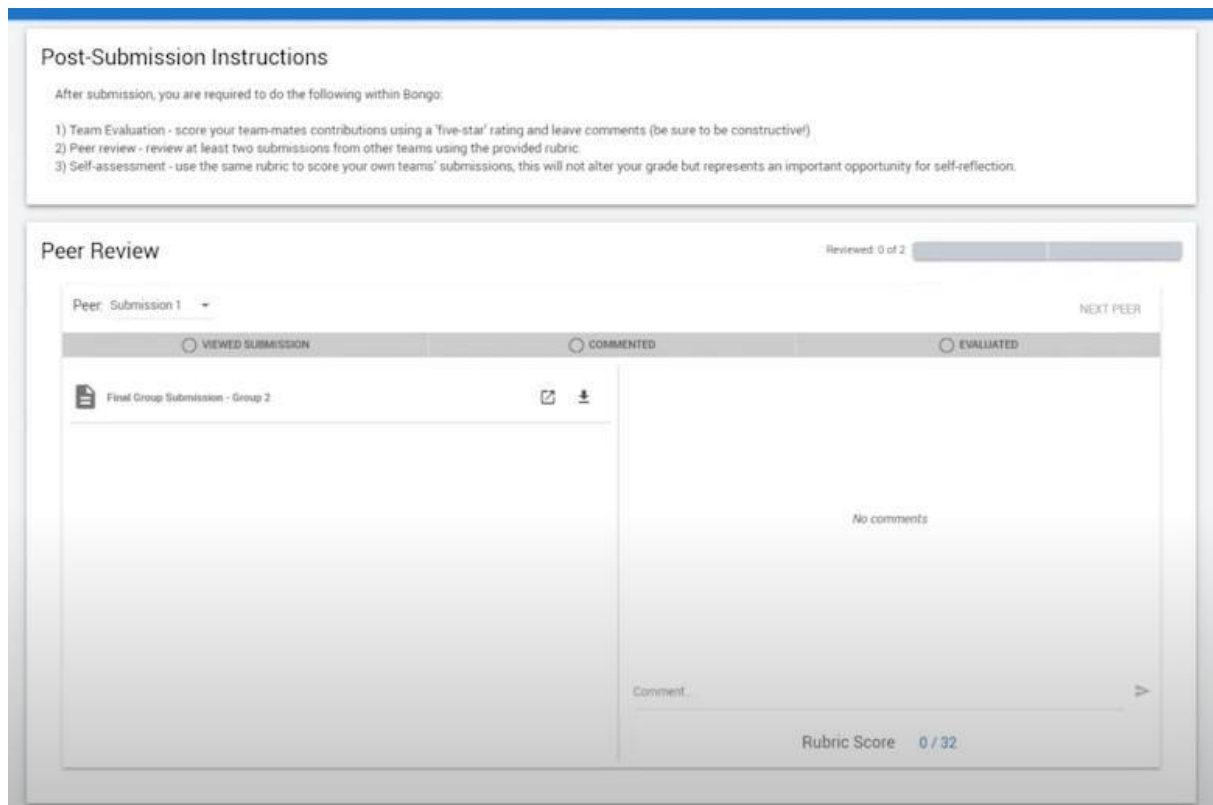 Post-Submission Instructions
After submission, you are required to do the following within Bongo:
1) Team Evaluation - score your team-mates contributions using a 'five-star' rating and leave comments (be sure to be constructive!)
2) Peer review - review at least two submissions from other teams using the provided rubric.
3) Self-assessment - use the same rubric to score your own teams' submissions, this will not alter your grade but represents an important opportunity for self-reflection.
Peer Review
Reviewed: 0 of 2
Peer: Submission 1
NEXT PEER
VIEWED SUBMISSION
COMMENTED
EVALUATED
Final Group Submission - Group 2
No comments
Comment...
Rubric Score 0 / 32